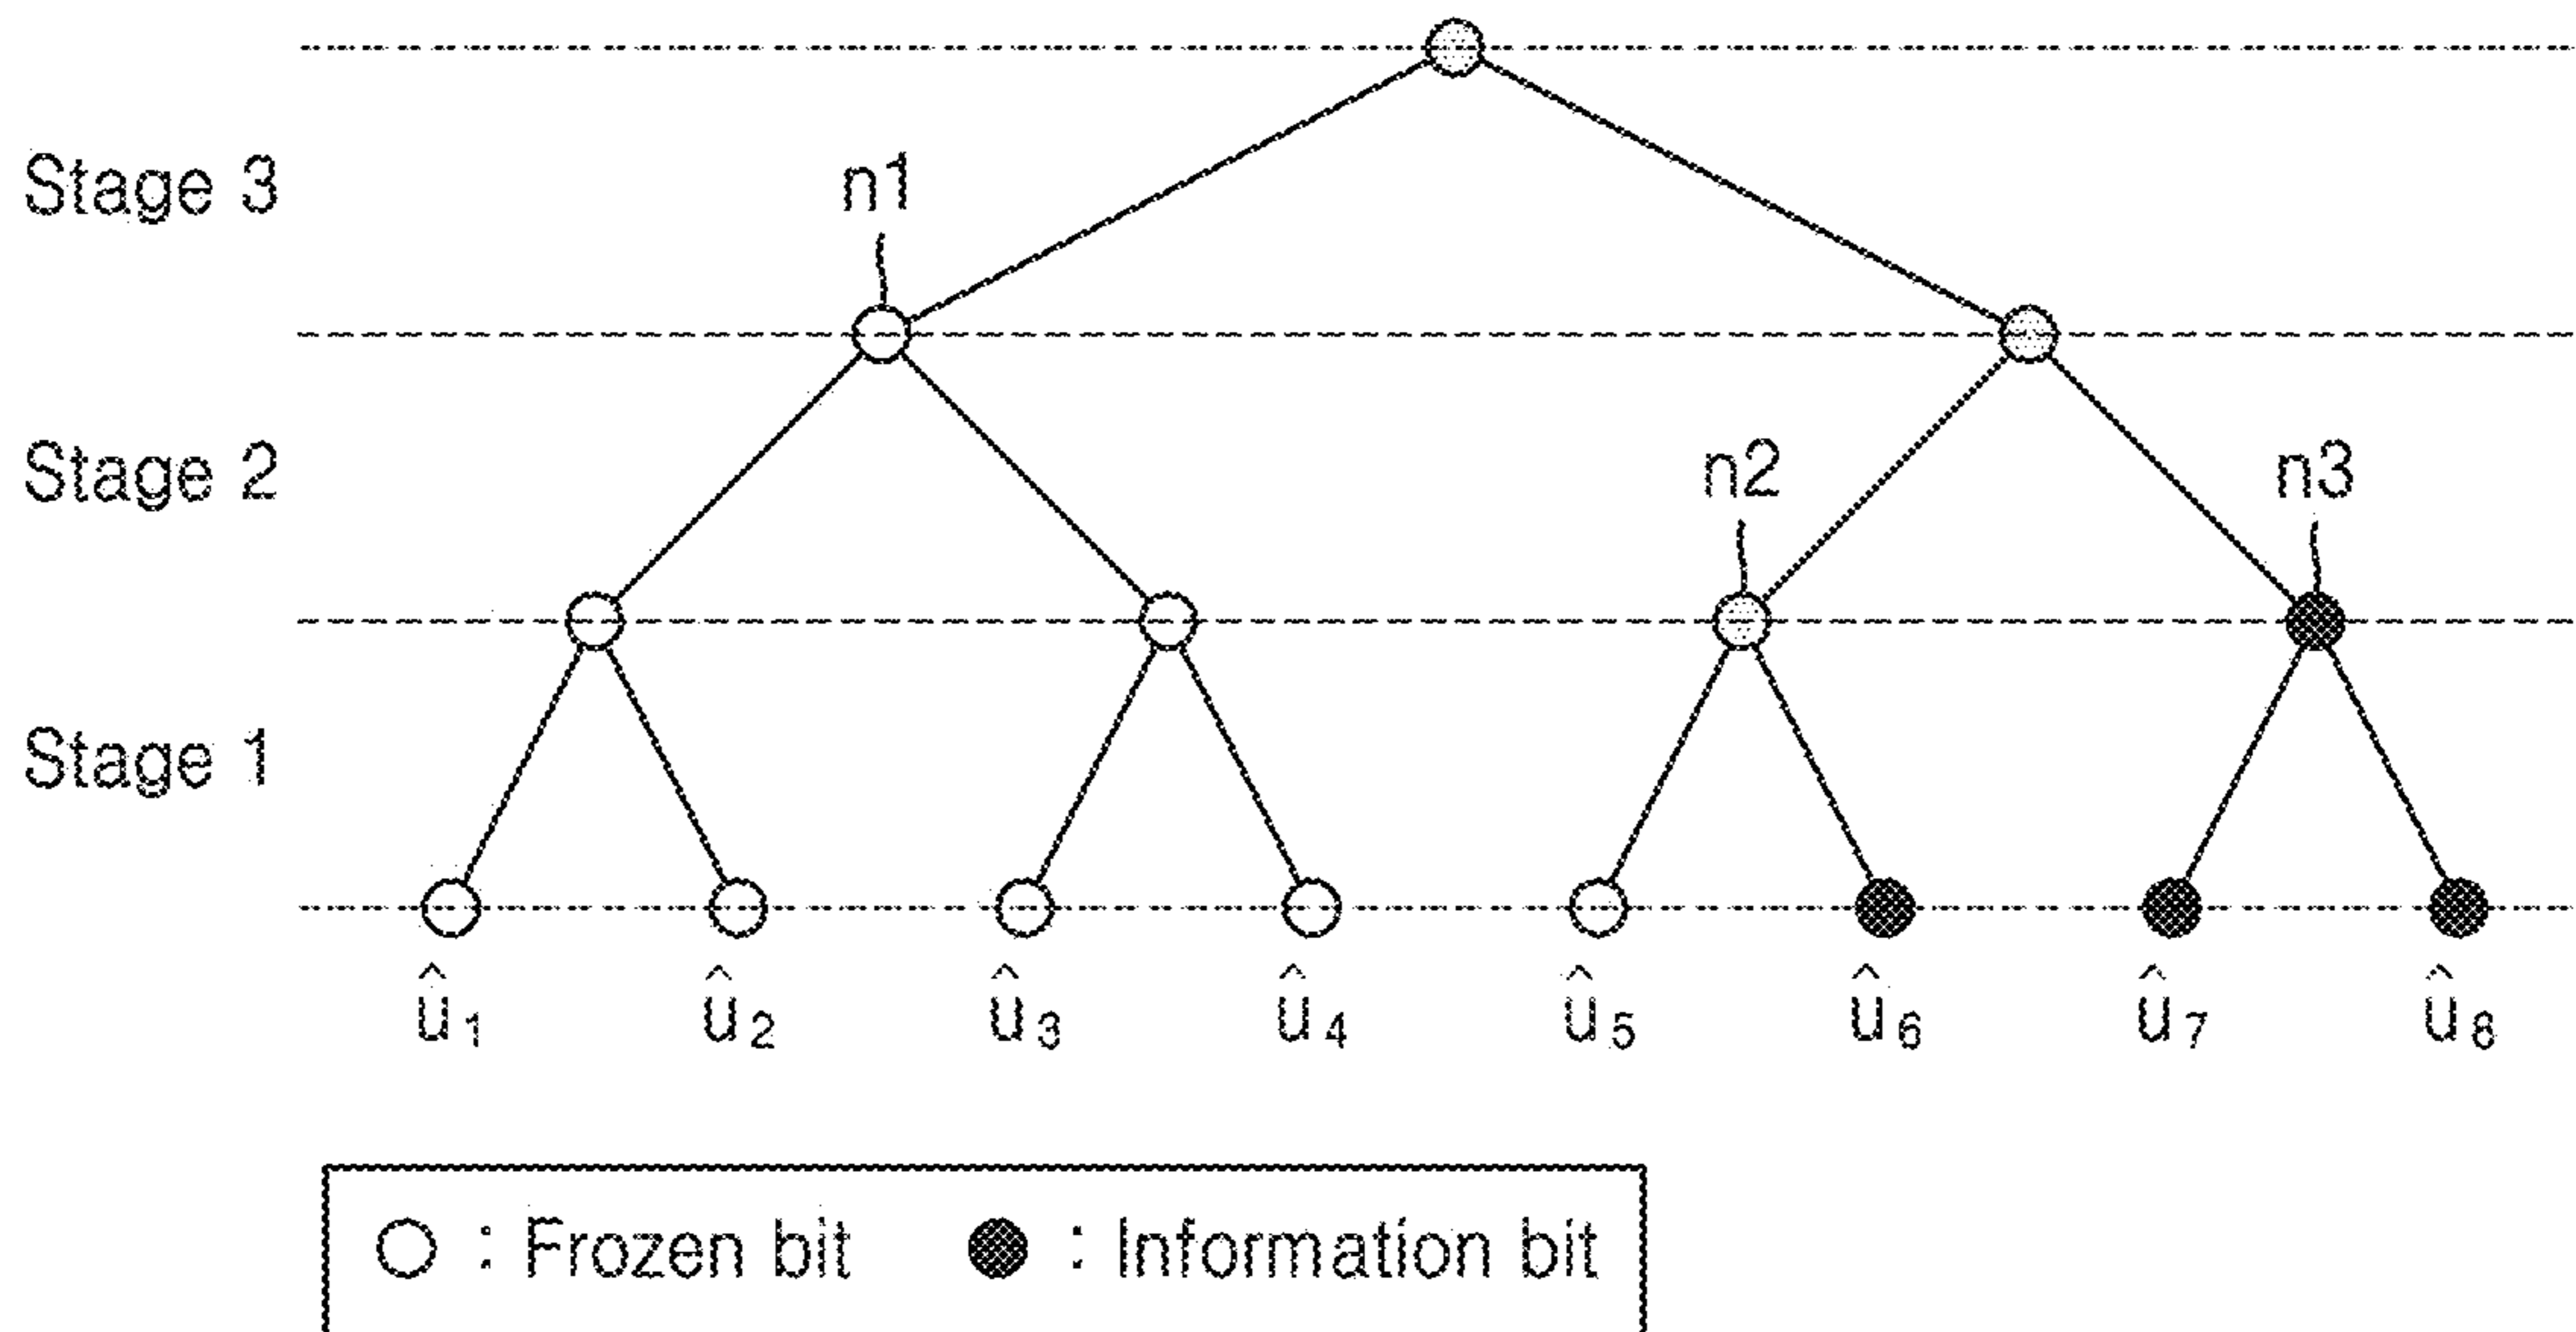 Stage 3
n1
Stage 2
n2 n3
Stage 1
û1 û2 û3 û4 û5 û6 û7 û8
○ : Frozen bit ● : Information bit